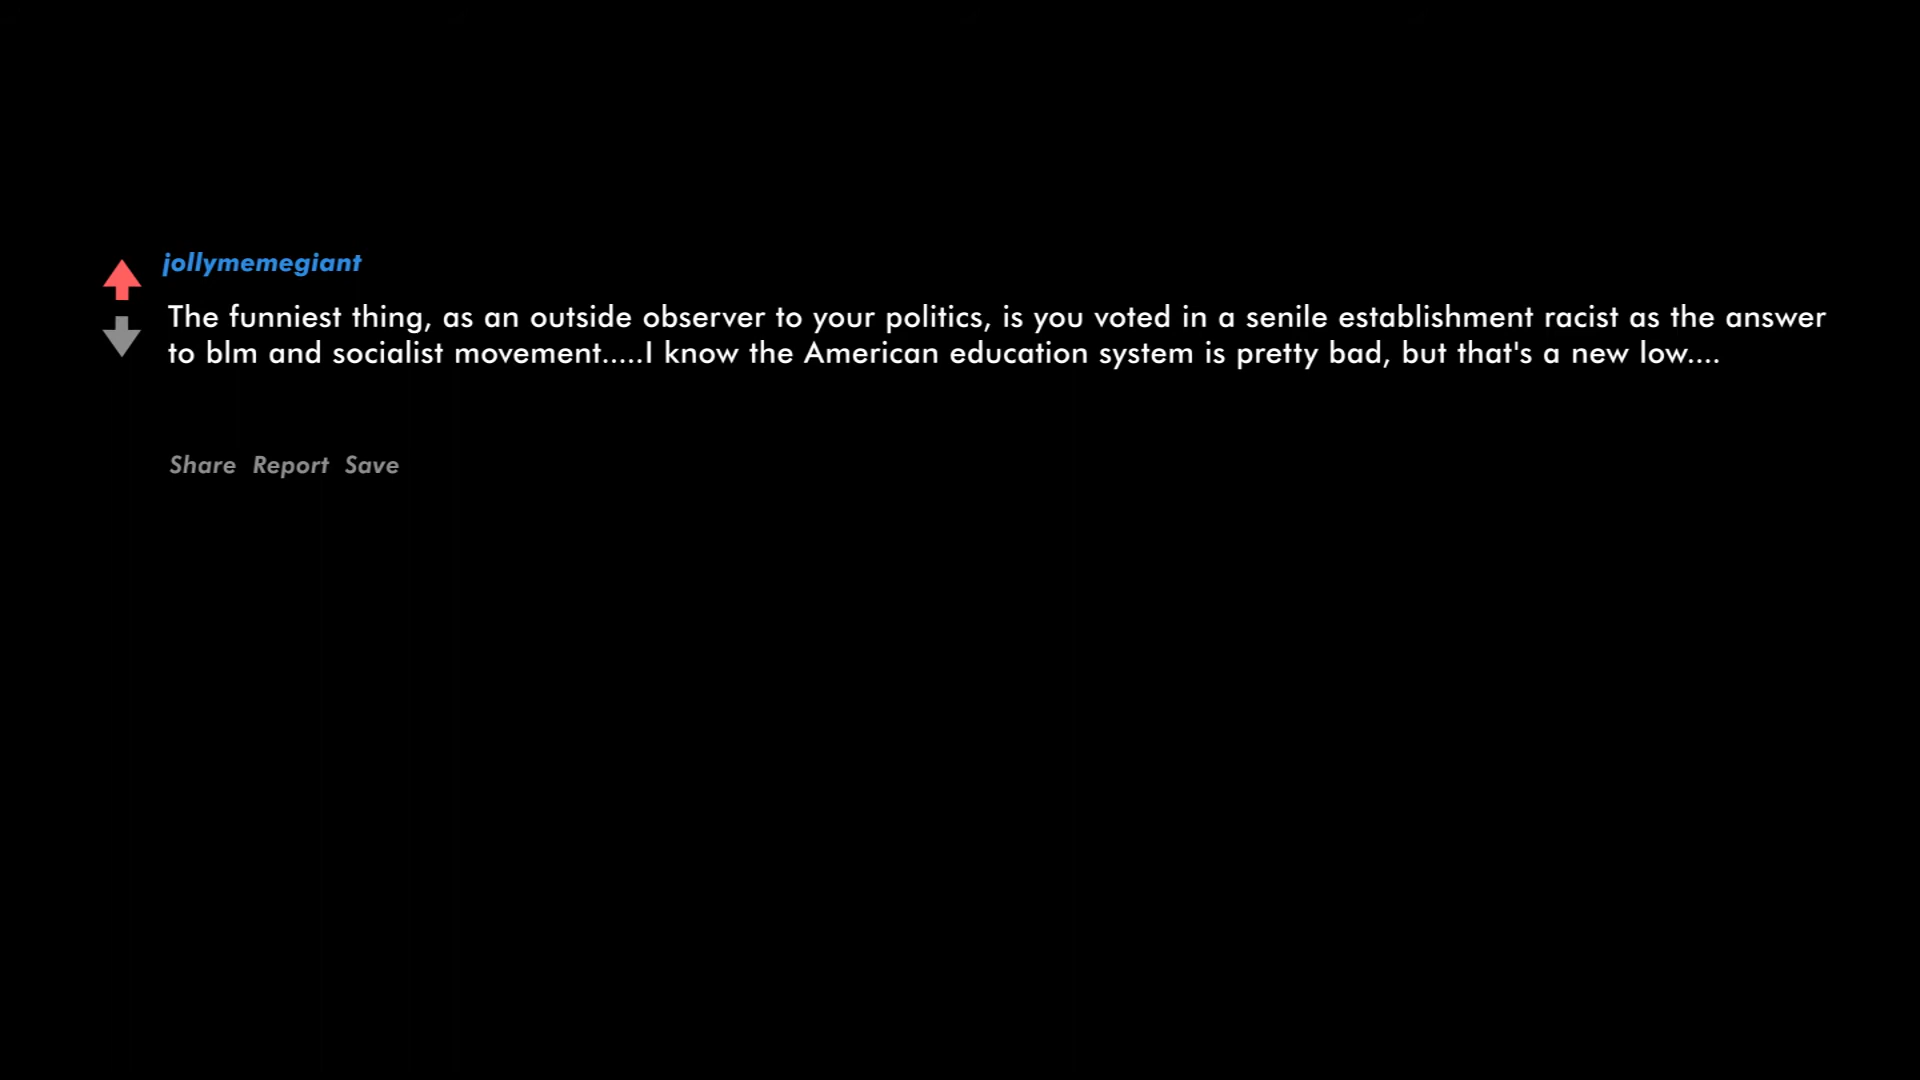 jollymemegiant
The funniest thing, as an outside observer to your politics, is you voted in a senile establishment racist as the answer
to blm and socialist movement.....I know the American education system is pretty bad, but that's a new low....
Share Report Save